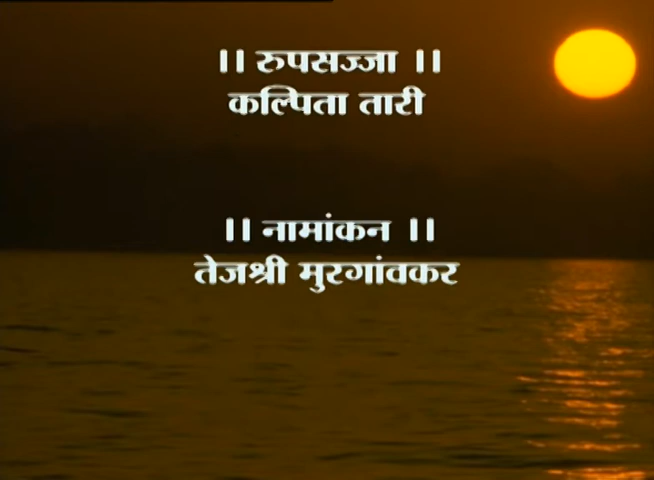 ।। रुपसज्जा ।।
कल्पिता तारी
।। नामांकन ।।
तेजश्री मुरगांवकर